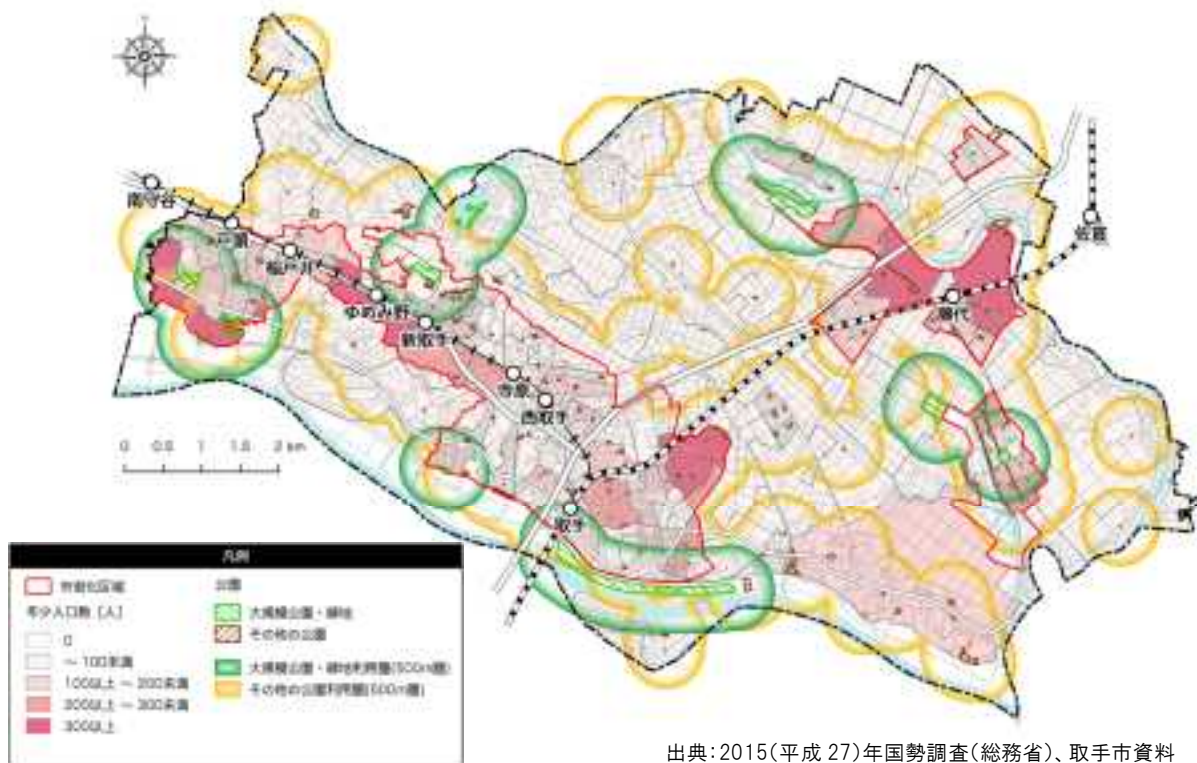 南守谷
戸頭
稲戸井
ゆめみ野
新取手
寺原
西取手
取手
藤代
佐貫
0 0.5 1 1.5 2 km
凡例
市街化区域
年少人口数 [人]
0
～ 100未満
100以上 ～ 200未満
200以上 ～ 300未満
300以上
公園
大規模公園・緑地
その他の公園
大規模公園・緑地利用圏(500m圏)
その他の公園利用圏(500m圏)
出典：2015(平成 27)年国勢調査(総務省)、取手市資料